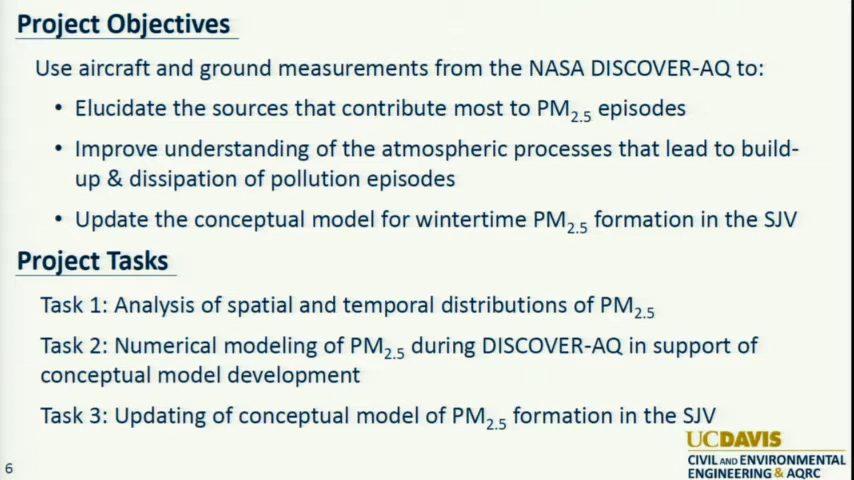 Project Objectives
Use aircraft and ground measurements from the NASA DISCOVER-AQ to:
• Elucidate the sources that contribute most to PM2.5 episodes
• Improve understanding of the atmospheric processes that lead to build-
up & dissipation of pollution episodes
• Update the conceptual model for wintertime PM2.5 formation in the SJV
Project Tasks
Task 1: Analysis of spatial and temporal distributions of PM2.5
Task 2: Numerical modeling of PM2.5 during DISCOVER-AQ in support of
conceptual model development
Task 3: Updating of conceptual model of PM2.5 formation in the SJV
UCDAVIS
CIVIL AND ENVIRONMENTAL
ENGINEERING & AQRC
6